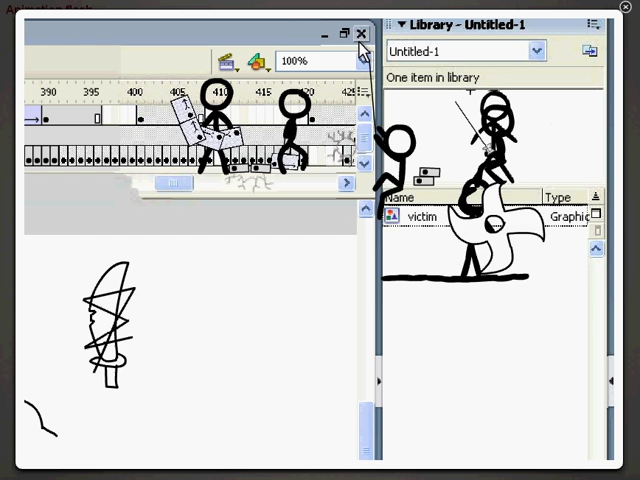 Library - Untitled-1
100%
Untitled-1
One item in library
390 395 400 405 410 415 420 425
Name Type
victim Graphic